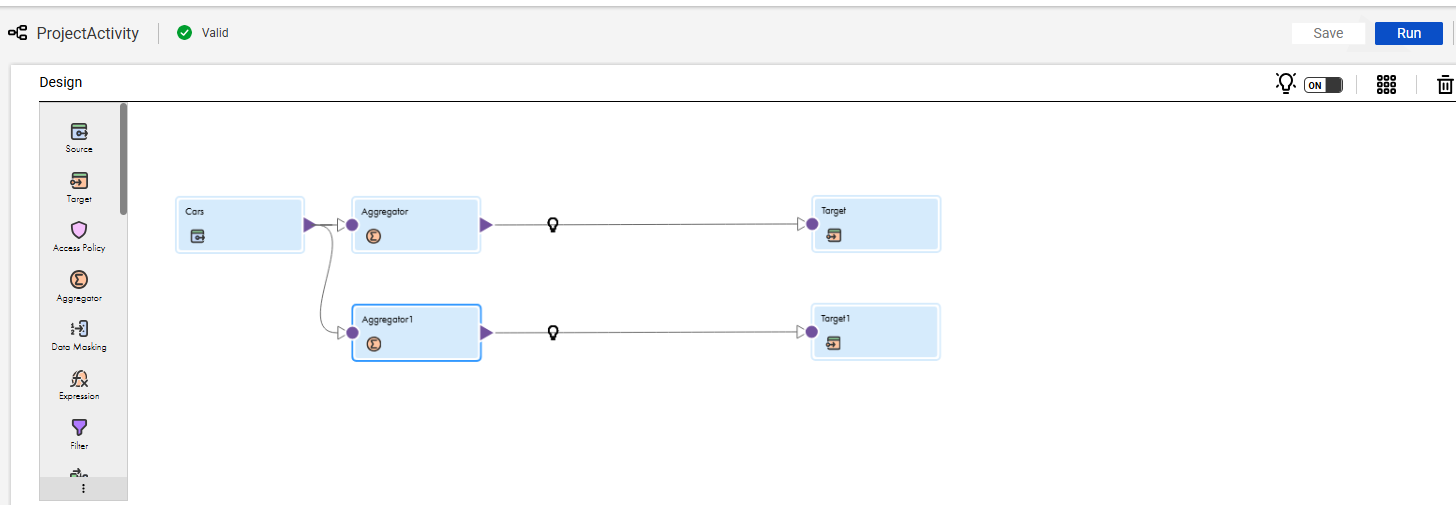 ProjectActivity
Valid
Save
Run
Design
ON
Source
Target
Access Policy
Aggregator
Data Masking
Expression
Filter
Cars
Aggregator
Target
Aggregator1
Target1